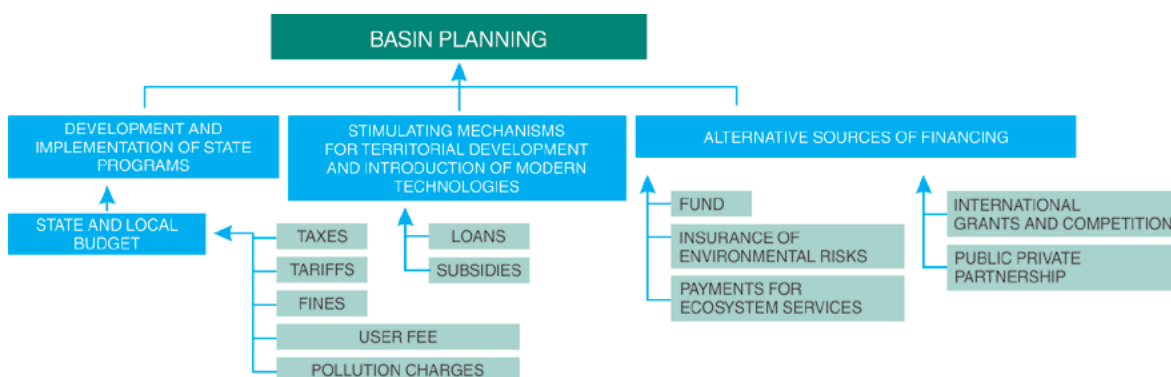 BASIN PLANNING
DEVELOPMENT AND
IMPLEMENTATION OF STATE
PROGRAMS
STIMULATING MECHANISMS
FOR TERRITORIAL DEVELOPMENT
AND INTRODUCTION OF MODERN
TECHNOLOGIES
ALTERNATIVE SOURCES OF FINANCING
STATE AND LOCAL
BUDGET
TAXES
TARIFFS
FINES
USER FEE
POLLUTION CHARGES
LOANS
SUBSIDIES
FUND
INSURANCE OF
ENVIRONMENTAL RISKS
PAYMENTS FOR
ECOSYSTEM SERVICES
INTERNATIONAL
GRANTS AND COMPETITION
PUBLIC PRIVATE
PARTNERSHIP